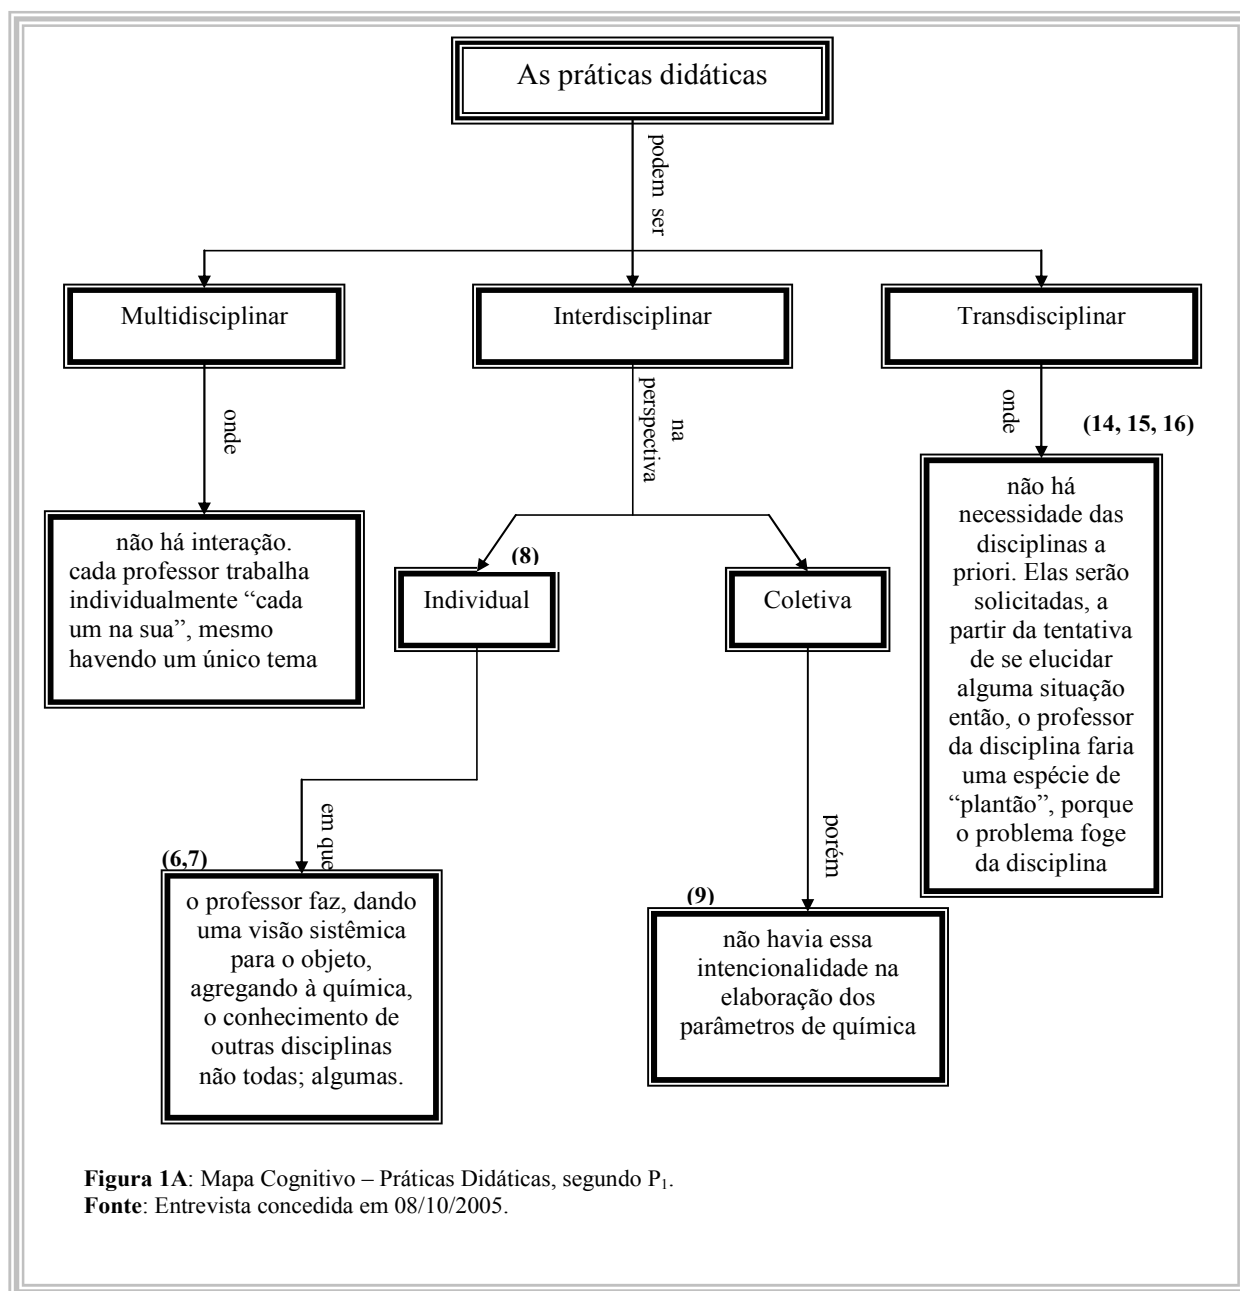 As práticas didáticas
podem ser
Multidisciplinar
Interdisciplinar
Transdisciplinar
onde
na
perspectiva
onde
(14, 15, 16)
não há interação.
cada professor trabalha
individualmente “cada
um na sua”, mesmo
havendo um único tema
(8)
Individual
Coletiva
não há
necessidade das
disciplinas a
priori. Elas serão
solicitadas, a
partir da tentativa
de se elucidar
alguma situação
então, o professor
da disciplina faria
uma espécie de
“plantão”, porque
o problema foge
da disciplina
em que
porém
(6,7)
o professor faz, dando
uma visão sistêmica
para o objeto,
agregando à química,
o conhecimento de
outras disciplinas
não todas; algumas.
(9)
não havia essa
intencionalidade na
elaboração dos
parâmetros de química
Figura 1A: Mapa Cognitivo – Práticas Didáticas, segundo P₁.
Fonte: Entrevista concedida em 08/10/2005.